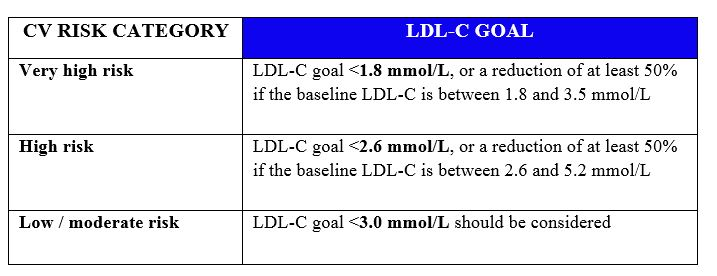 CV RISK CATEGORY LDL-C GOAL
Very high risk LDL-C goal <1.8 mmol/L, or a reduction of at least 50%
if the baseline LDL-C is between 1.8 and 3.5 mmol/L
High risk LDL-C goal <2.6 mmol/L, or a reduction of at least 50%
if the baseline LDL-C is between 2.6 and 5.2 mmol/L
Low / moderate risk LDL-C goal <3.0 mmol/L should be considered